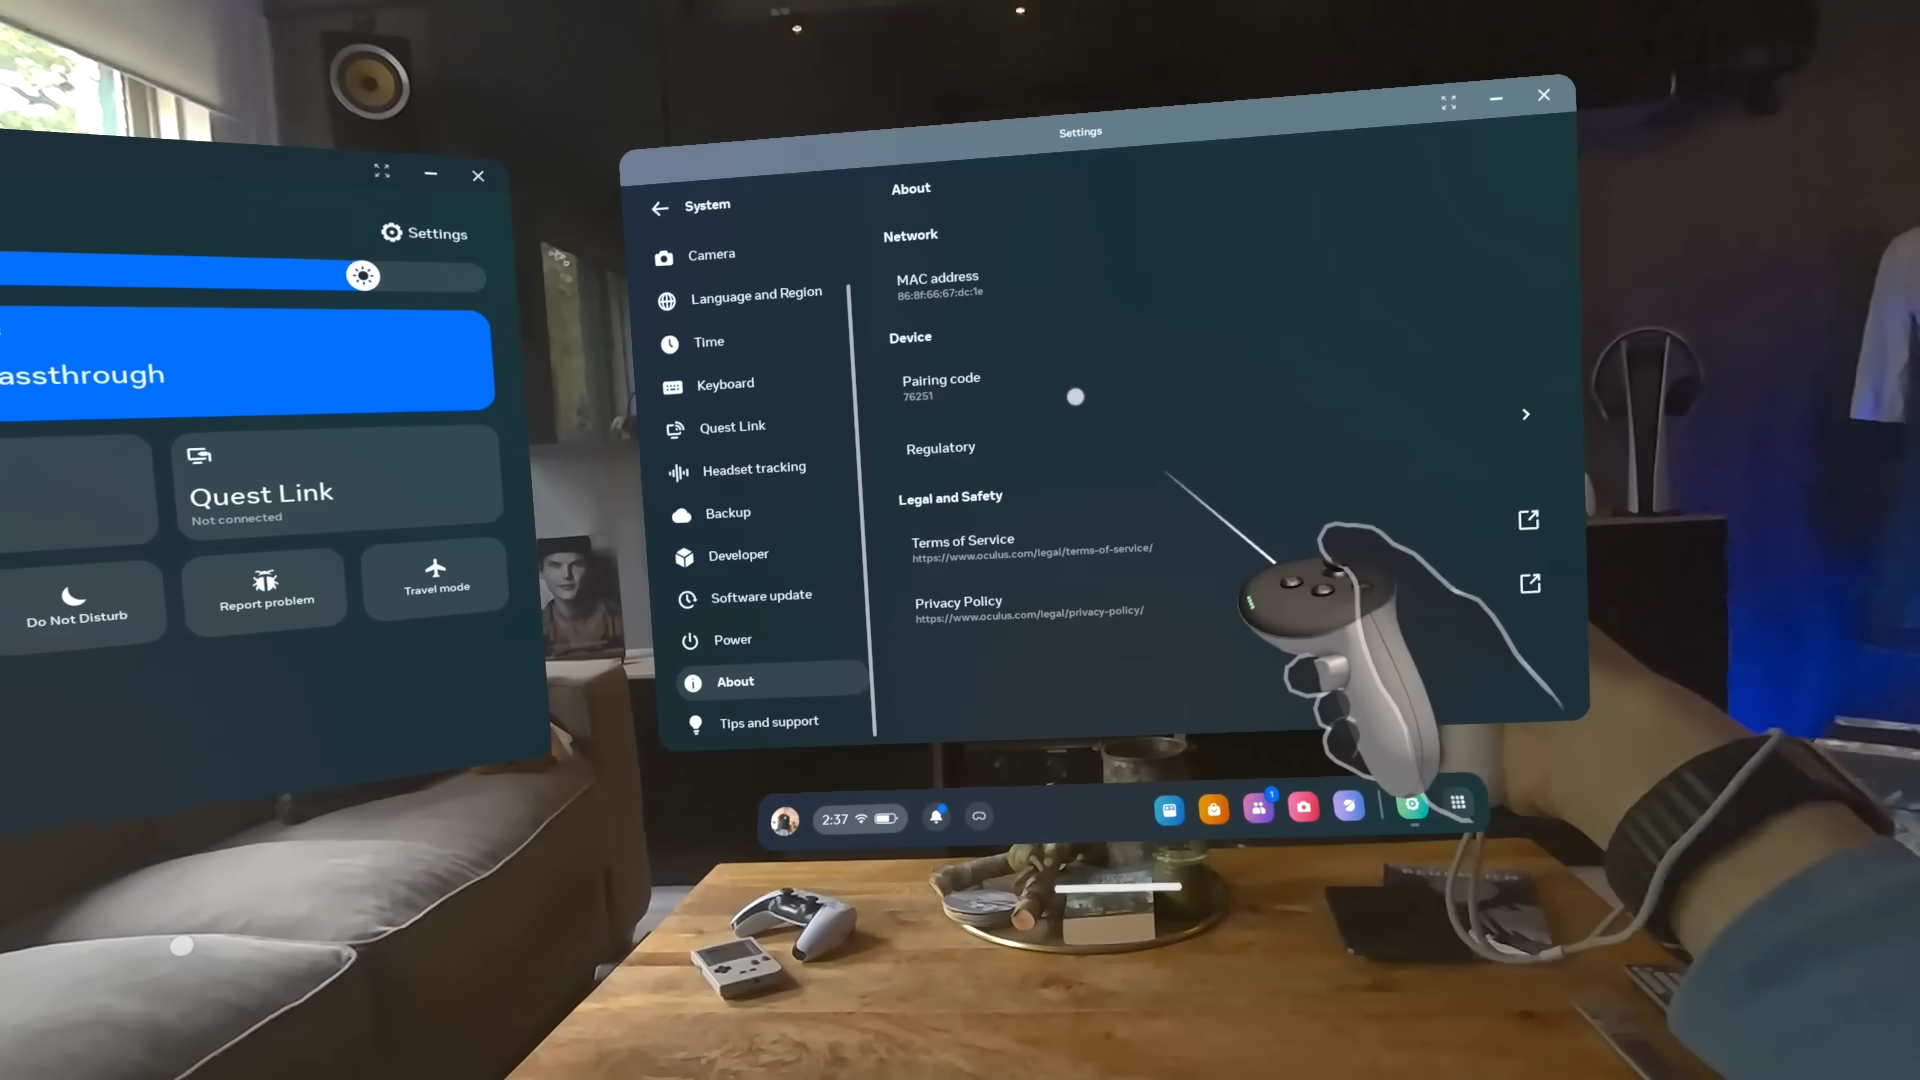 Settings
assthrough
Quest Link
Not connected
Do Not Disturb
Report problem
Travel mode
Settings
System
Camera
Language and Region
Time
Keyboard
Quest Link
Headset tracking
Backup
Developer
Software update
Power
About
Tips and support
About
Network
MAC address
86:8f:66:67:dc:1e
Device
Pairing code
76251
Regulatory
Legal and Safety
Terms of Service
https://www.oculus.com/legal/terms-of-service/
Privacy Policy
https://www.oculus.com/legal/privacy-policy/
2:37
1